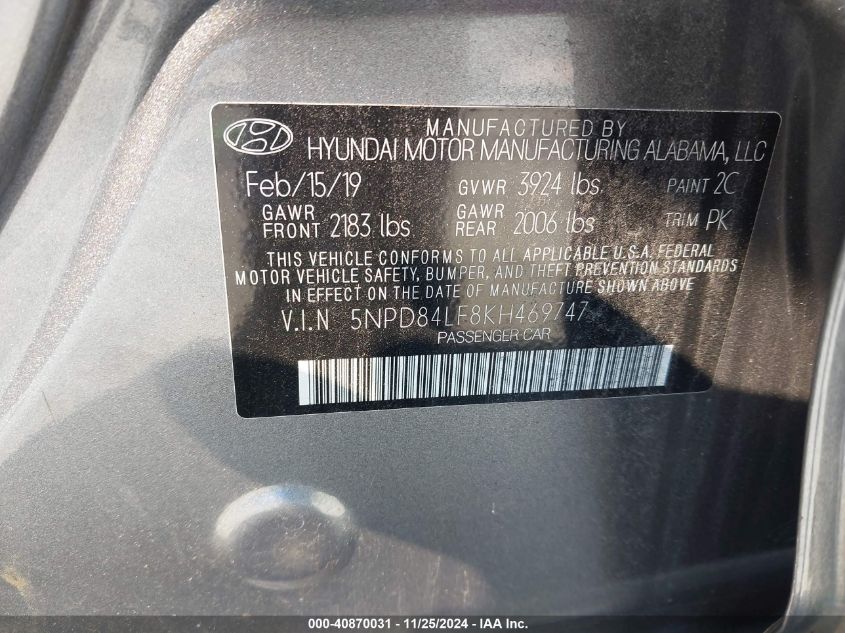 MANUFACTURED BY
HYUNDAI MOTOR MANUFACTURING ALABAMA, LLC
Feb/15/19 GVWR 3924 lbs. PAINT 2C
GAWR FRONT 2183 lbs GAWR REAR 2006 lbs TRIM PK
THIS VEHICLE CONFORMS TO ALL APPLICABLE U.S.A. FEDERAL
MOTOR VEHICLE SAFETY, BUMPER, AND THEFT PREVENTION STANDARDS
IN EFFECT ON THE DATE OF MANUFACTURE SHOWN ABOVE
V.I.N 5NPD84LF8KH469747
PASSENGER CAR
000-40870031 - 11/25/2024 - IAA Inc.